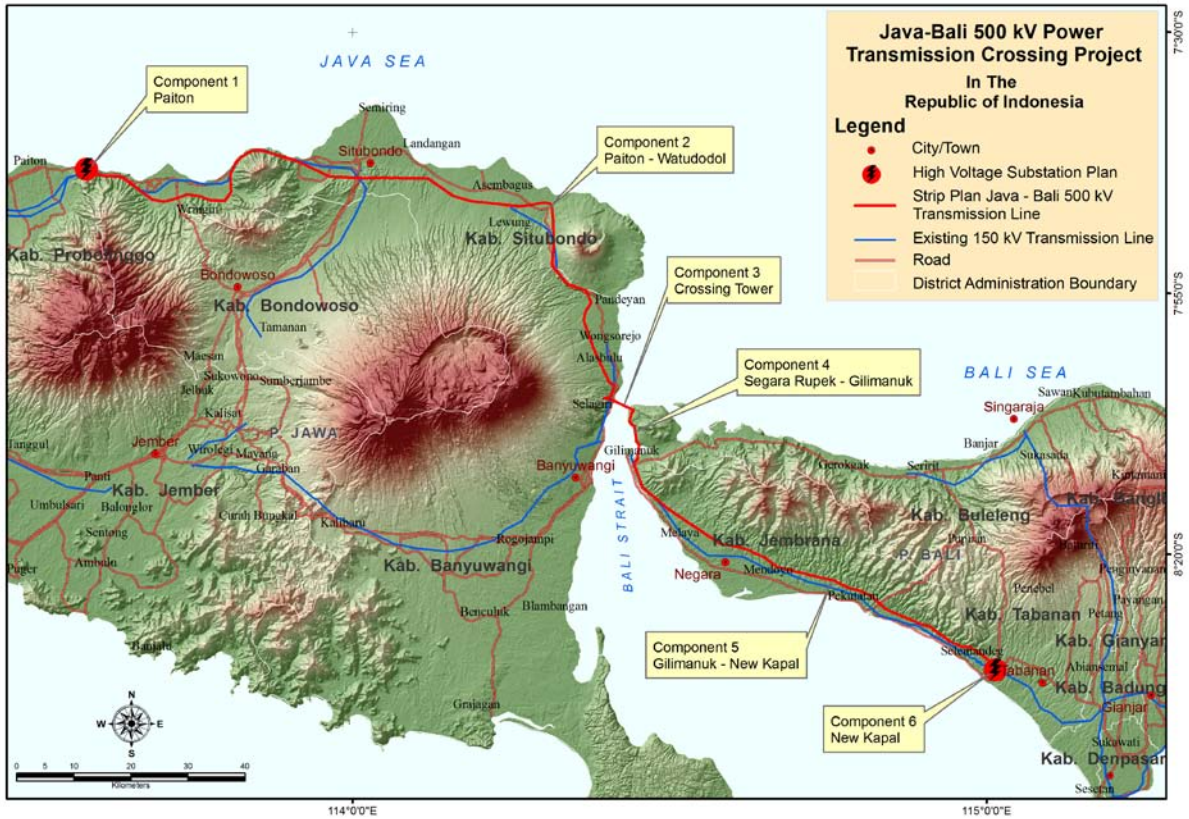 Java-Bali 500 kV Power
Transmission Crossing Project
In The
Republic of Indonesia
Legend
City/Town
High Voltage Substation Plan
Strip Plan Java - Bali 500 kV
Transmission Line
Existing 150 kV Transmission Line
Road
District Administration Boundary
7°30'0"S
7°55'0"S
8°20'0"S
114°0'0"E
115°0'0"E
JAVA SEA
BALI SEA
BALI STRAIT
Component 1
Paiton
Component 2
Paiton - Watudodol
Component 3
Crossing Tower
Component 4
Segara Rupek - Gilimanuk
Component 5
Gilimanuk - New Kapal
Component 6
New Kapal
Paiton
Semiring
Landangan
Situbondo
Asembagus
Wringin
Lewung
Kab. Situbondo
Kab. Probolinggo
Bondowoso
Kab. Bondowoso
Tamanan
Pandeyan
Wongsorejo
Alasbulu
Maesan
Sukowono
Sumberjambe
Jelbuk
Kalisat
P. JAWA
Selagin
Tanggul
Jember
Wirolegi
Mayang
Garahan
Panti
Kab. Jember
Umbulsari
Balonglor
Sentong
Curah Bungkal
Kalibaru
Ambulu
Puger
Banyuwangi
Rogojampi
Kab. Banyuwangi
Benculuk
Blambangan
Banjalu
Grajagan
Gilimanuk
Singaraja
Sawan
Kubutambahan
Banjar
Sukasada
Gerokgak
Seririt
Kintamani
Kab. Bangli
Kab. Buleleng
Melaya
Kab. Jembrana
Pupuan
P. BALI
Baturiti
Negara
Mendoyo
Penginyanan
Pekutatan
Penebel
Petang
Payangan
Kab. Tabanan
Kab. Gianyar
Selemadeg
Tabanan
Abiansemal
Kab. Badung
Gianjar
Sukawati
Kab. Denpasar
Sesetan
N
W
E
S
0 5 10 20 30 40
Kilometers